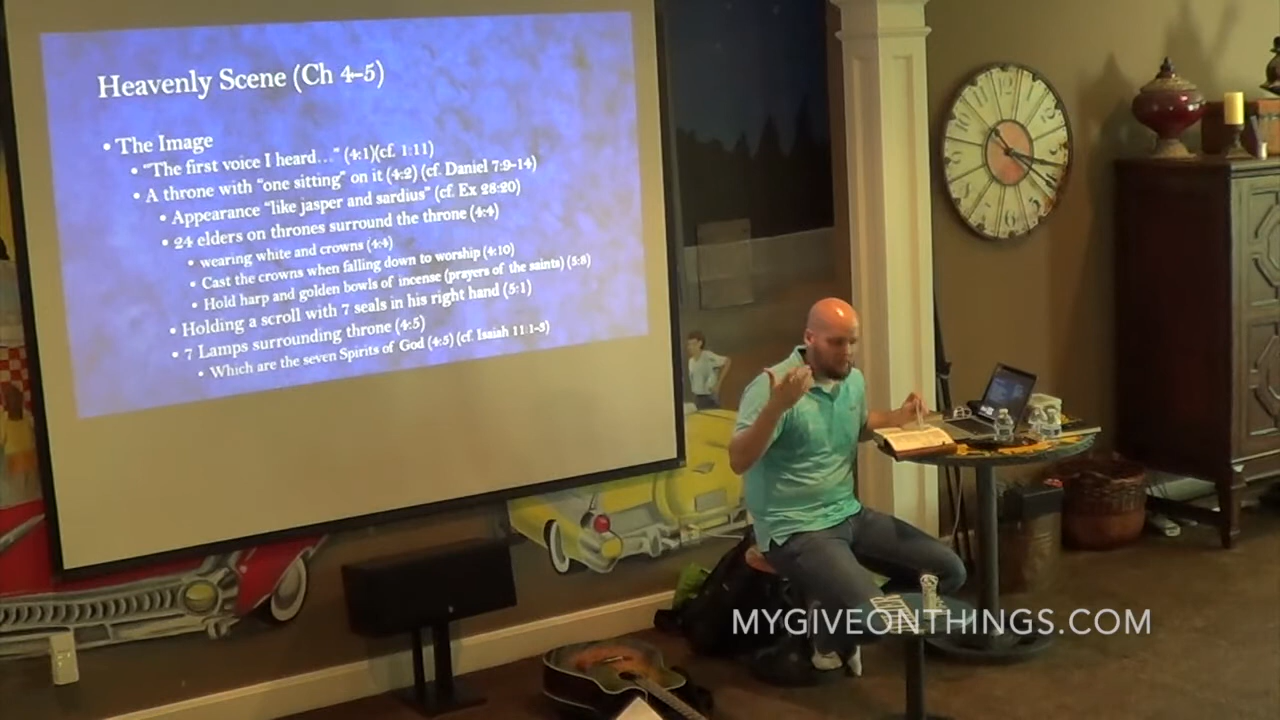 Heavenly Scene (Ch 4-5)
• The Image
• "The first voice I heard..." (4:1)(cf. 1:11)
• A throne with "one sitting" on it (4:2) (cf. Daniel 7:9-14)
• Appearance "like jasper and sardius" (cf. Ex 28:20)
• 24 elders on thrones surround the throne (4:4)
• wearing white and crowns (4:4)
• Cast the crowns when falling down to worship (4:10)
• Hold harp and golden bowls of incense (prayers of the saints) (5:8)
• Holding a scroll with 7 seals in his right hand (5:1)
• 7 Lamps surrounding throne (4:5)
• Which are the seven Spirits of God (4:5) (cf. Isaiah 11:1-3)
MYGIVEONTHINGS.COM